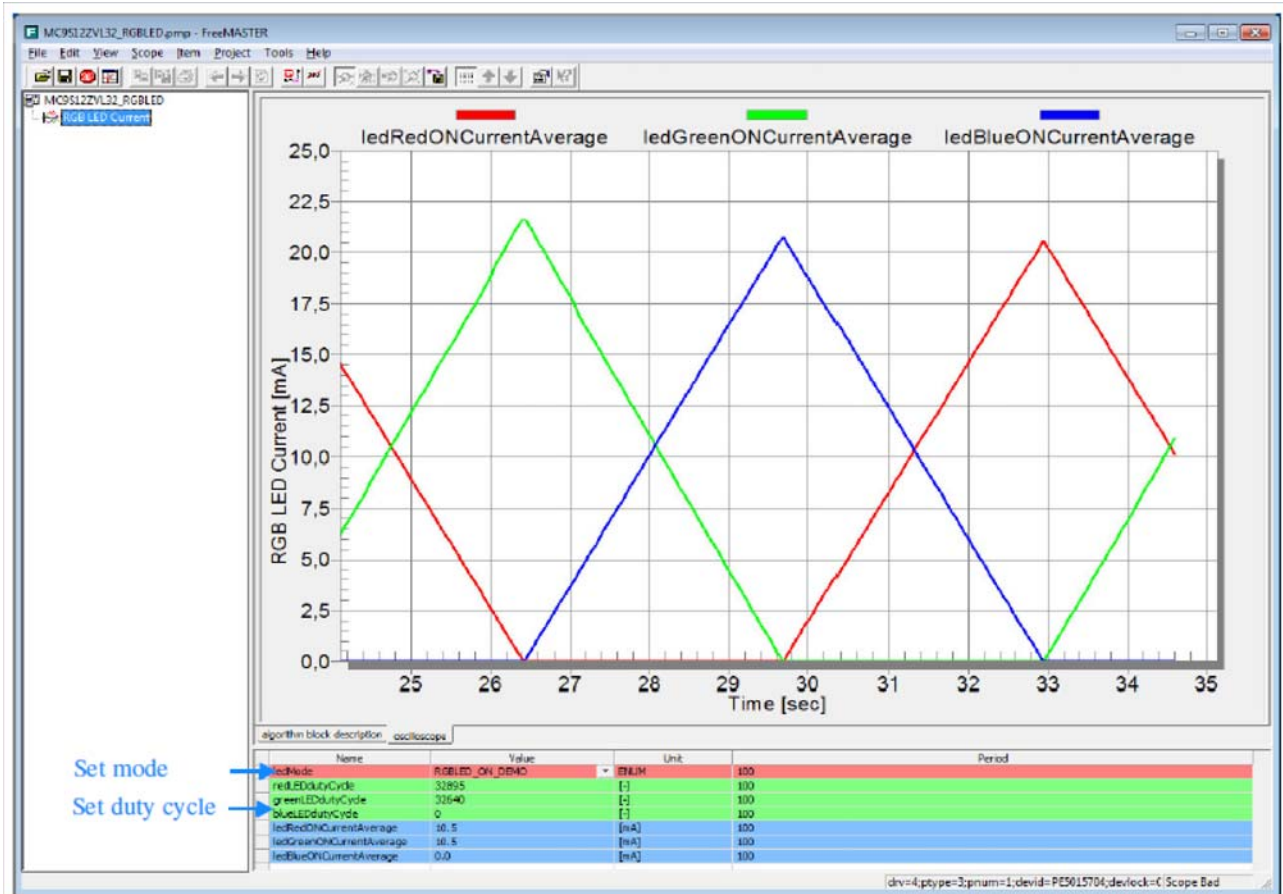 MC9S12ZVL32_RGBLED.pmp - FreeMASTER
File Edit View Scope Item Project Tools Help
MC9S12ZVL32_RGBLED
RGB LED Current
ledRedONCurrentAverage ledGreenONCurrentAverage ledBlueONCurrentAverage
25,0
22,5
20,0
17,5
15,0
12,5
10,0
7,5
5,0
2,5
0,0
RGB LED Current [mA]
25 26 27 28 29 30 31 32 33 34 35
Time [sec]
algorithm block description oscilloscope
Name Value Unit Period
Set mode
ledMode RGBLED_ON_DEMO ENUM 100
redLEDdutyCycle 32895 [-] 100
Set duty cycle
greenLEDdutyCycle 32640 [-] 100
blueLEDdutyCycle 0 [-] 100
ledRedONCurrentAverage 10.5 [mA] 100
ledGreenONCurrentAverage 10.5 [mA] 100
ledBlueONCurrentAverage 0.0 [mA] 100
drv=4;ptype=3;pnum=1;devid=PE5015704;devlock=C Scope Bad